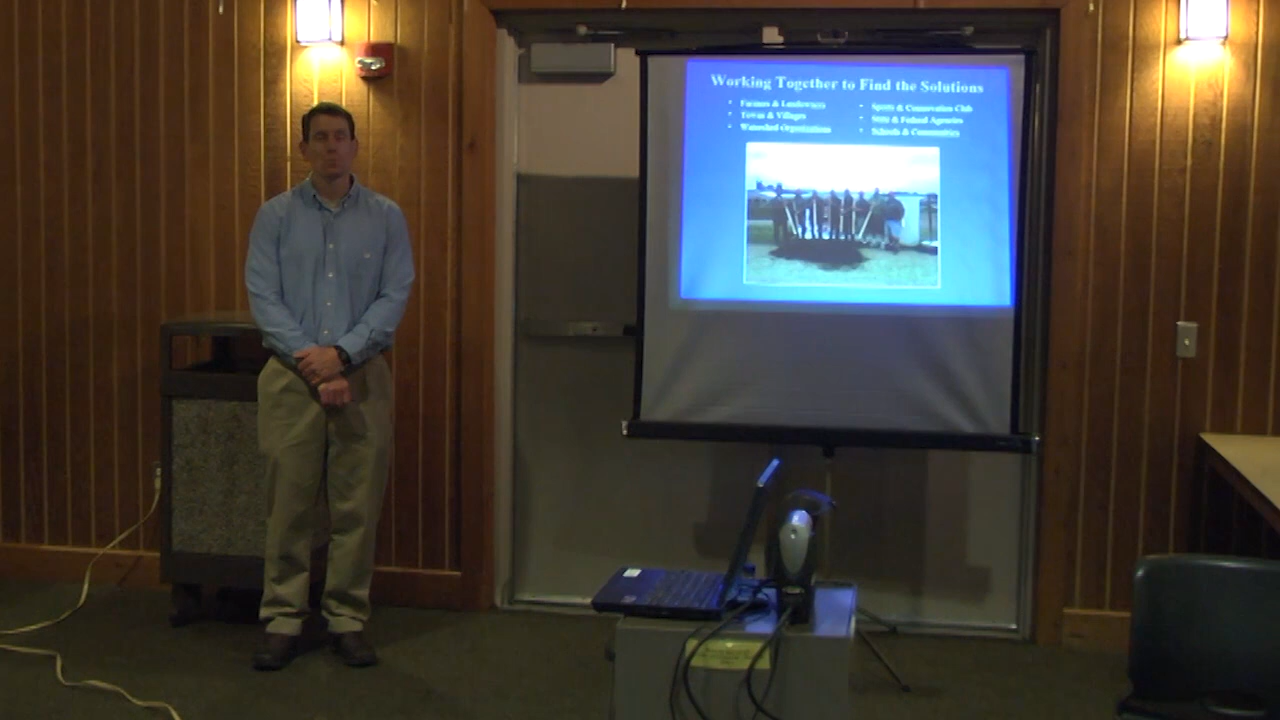 Working Together to Find the Solutions
• Farmers & Landowners
• Towns & Villages
• Watershed Organizations
• Sports & Conservation Club
• State & Federal Agencies
• Schools & Communities